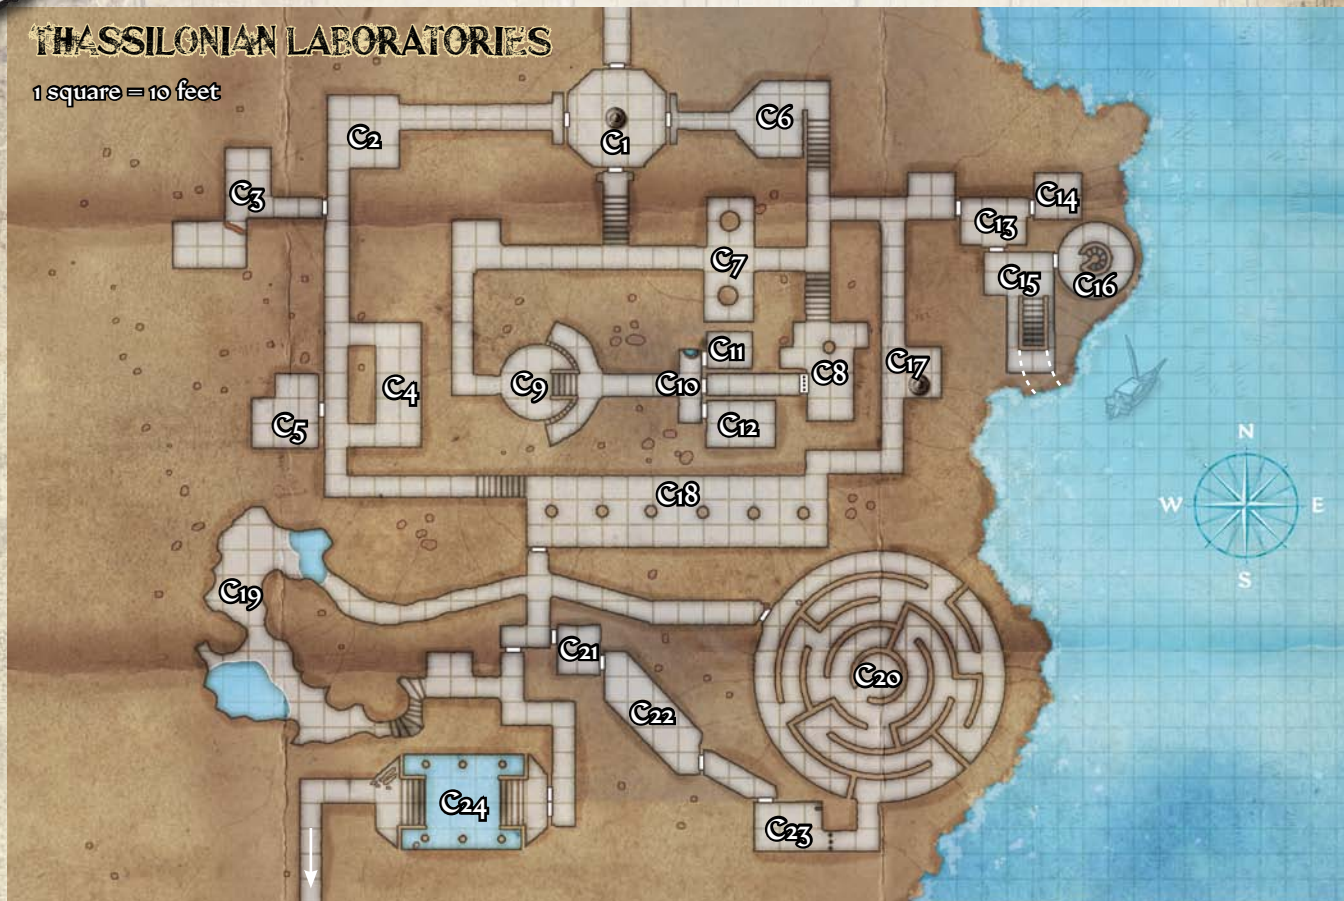 THASSILONIAN LABORATORIES
1 square = 10 feet
C1
C2
C3
C4
C5
C6
C7
C8
C9
C10
C11
C12
C13
C14
C15
C16
C17
C18
C19
C20
C21
C22
C23
C24
N
W E
S